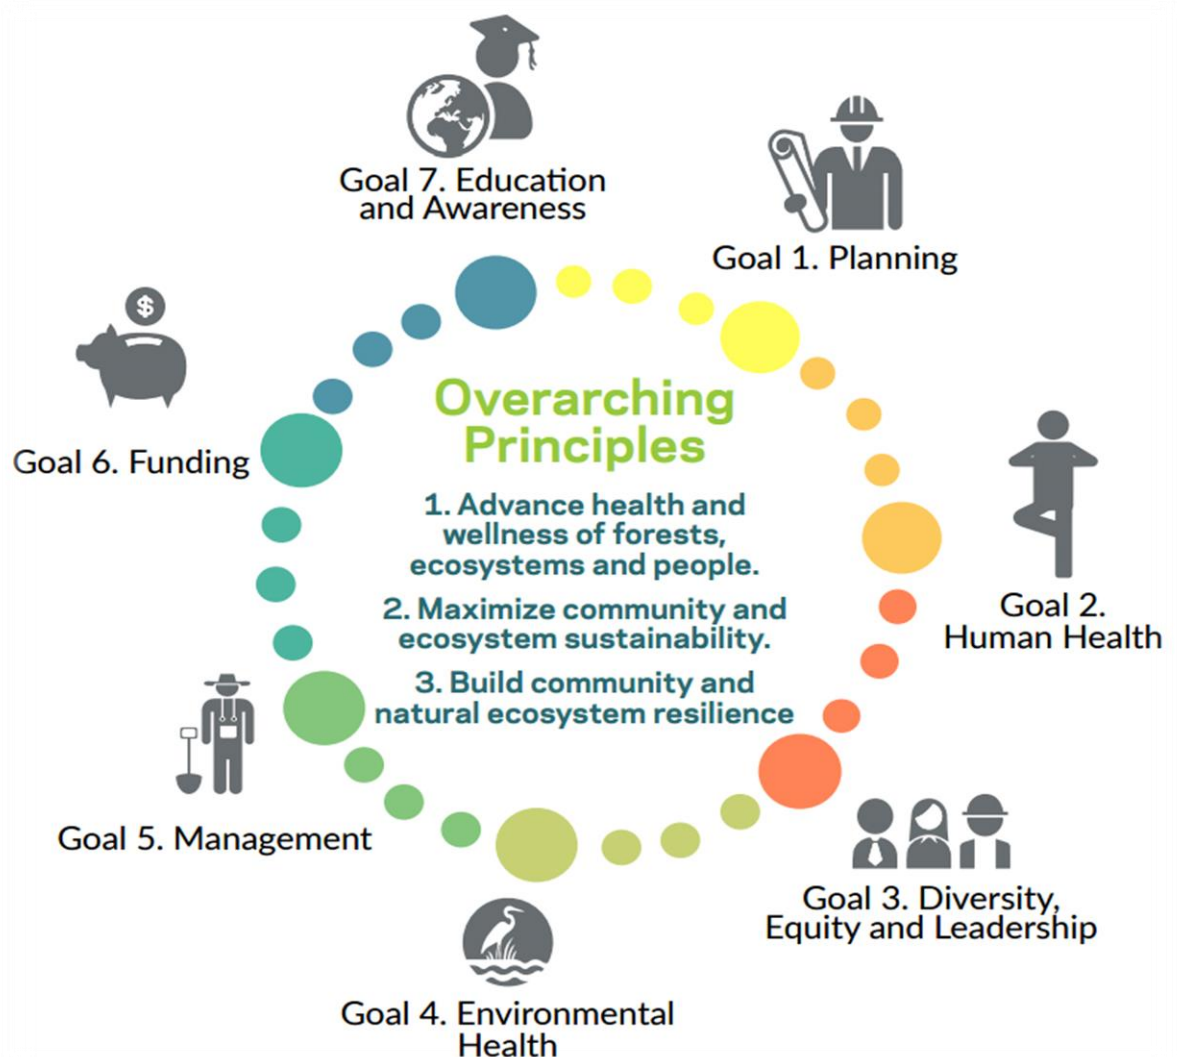 Goal 7. Education
and Awareness
Goal 1. Planning
$
Goal 6. Funding
Overarching
Principles
1. Advance health and
wellness of forests,
ecosystems and people.
2. Maximize community and
ecosystem sustainability.
3. Build community and
natural ecosystem resilience
Goal 2.
Human Health
Goal 5. Management
Goal 3. Diversity,
Equity and Leadership
Goal 4. Environmental
Health